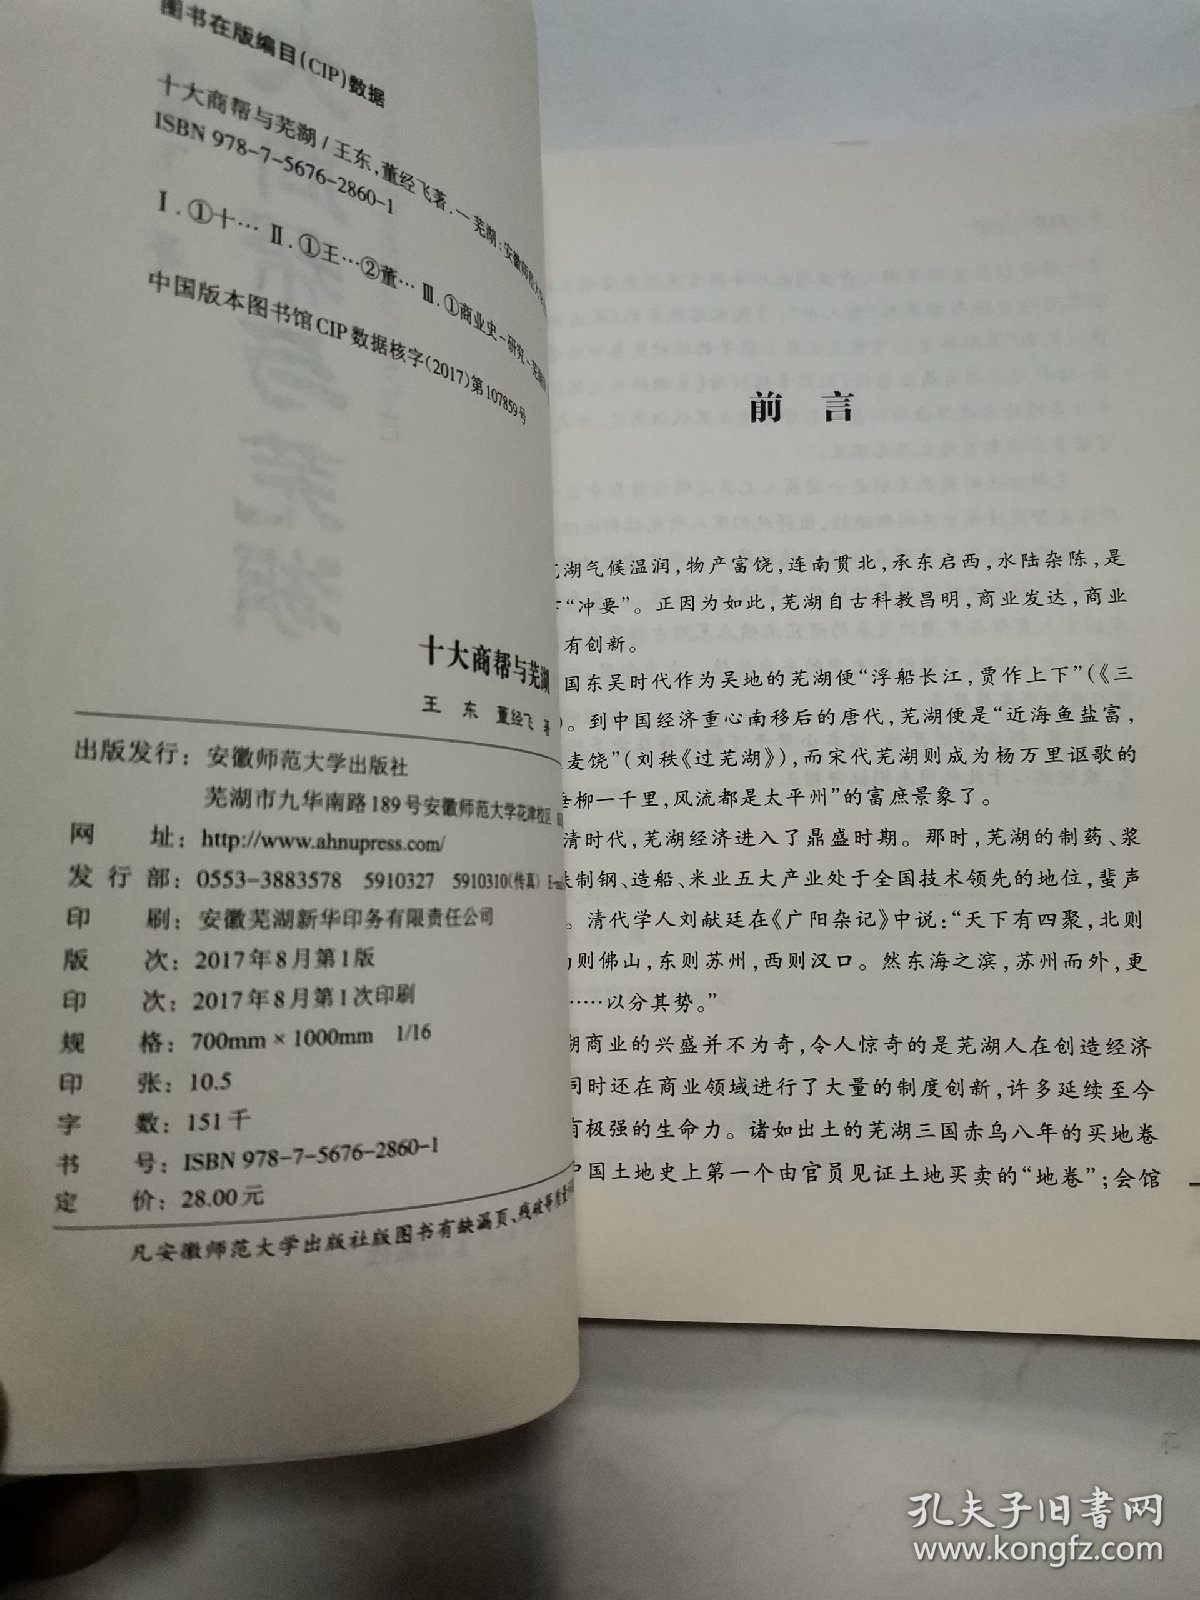 图书在版编目(CIP)数据
十大商帮与芜湖/王东,董经飞著.—芜湖:安徽师范大学
ISBN 978-7-5676-2860-1
Ⅰ.①十… Ⅱ.①王…②董… Ⅲ.①商业史-研究-芜湖
中国版本图书馆CIP数据核字(2017)第107859号
十大商帮与芜湖
王 东 董经飞 著
出版发行:安徽师范大学出版社
芜湖市九华南路189号安徽师范大学花津校区
网 址:http://www.ahnupress.com/
发 行 部:0553-3883578 5910327 5910310(传真)
印 刷:安徽芜湖新华印务有限责任公司
版 次:2017年8月第1版
印 次:2017年8月第1次印刷
规 格:700mm×1000mm 1/16
印 张:10.5
字 数:151千
书 号:ISBN 978-7-5676-2860-1
定 价:28.00元
凡安徽师范大学出版社版图书有缺漏页、残破等
前 言
湖气候温润,物产富饶,连南贯北,承东启西,水陆杂陈,是
“冲要”。正因为如此,芜湖自古科教昌明,商业发达,商业
有创新。
国东吴时代作为吴地的芜湖便“浮船长江,贾作上下”(《三
)。到中国经济重心南移后的唐代,芜湖便是“近海鱼盐富,
麦饶”(刘秩《过芜湖》),而宋代芜湖则成为杨万里讴歌的
垂柳一千里,风流都是太平州”的富庶景象了。
清时代,芜湖经济进入了鼎盛时期。那时,芜湖的制药、浆
制钢、造船、米业五大产业处于全国技术领先的地位,蜚声
。清代学人刘献廷在《广阳杂记》中说:“天下有四聚,北则
则佛山,东则苏州,西则汉口。然东海之滨,苏州而外,更
……以分其势。”
湖商业的兴盛并不为奇,令人惊奇的是芜湖人在创造经济
同时还在商业领域进行了大量的制度创新,许多延续至今
有极强的生命力。诸如出土的芜湖三国赤乌八年的买地卷
中国土地史上第一个由官员见证土地买卖的“地卷”;会馆
孔夫子旧书网
www.kongfz.com